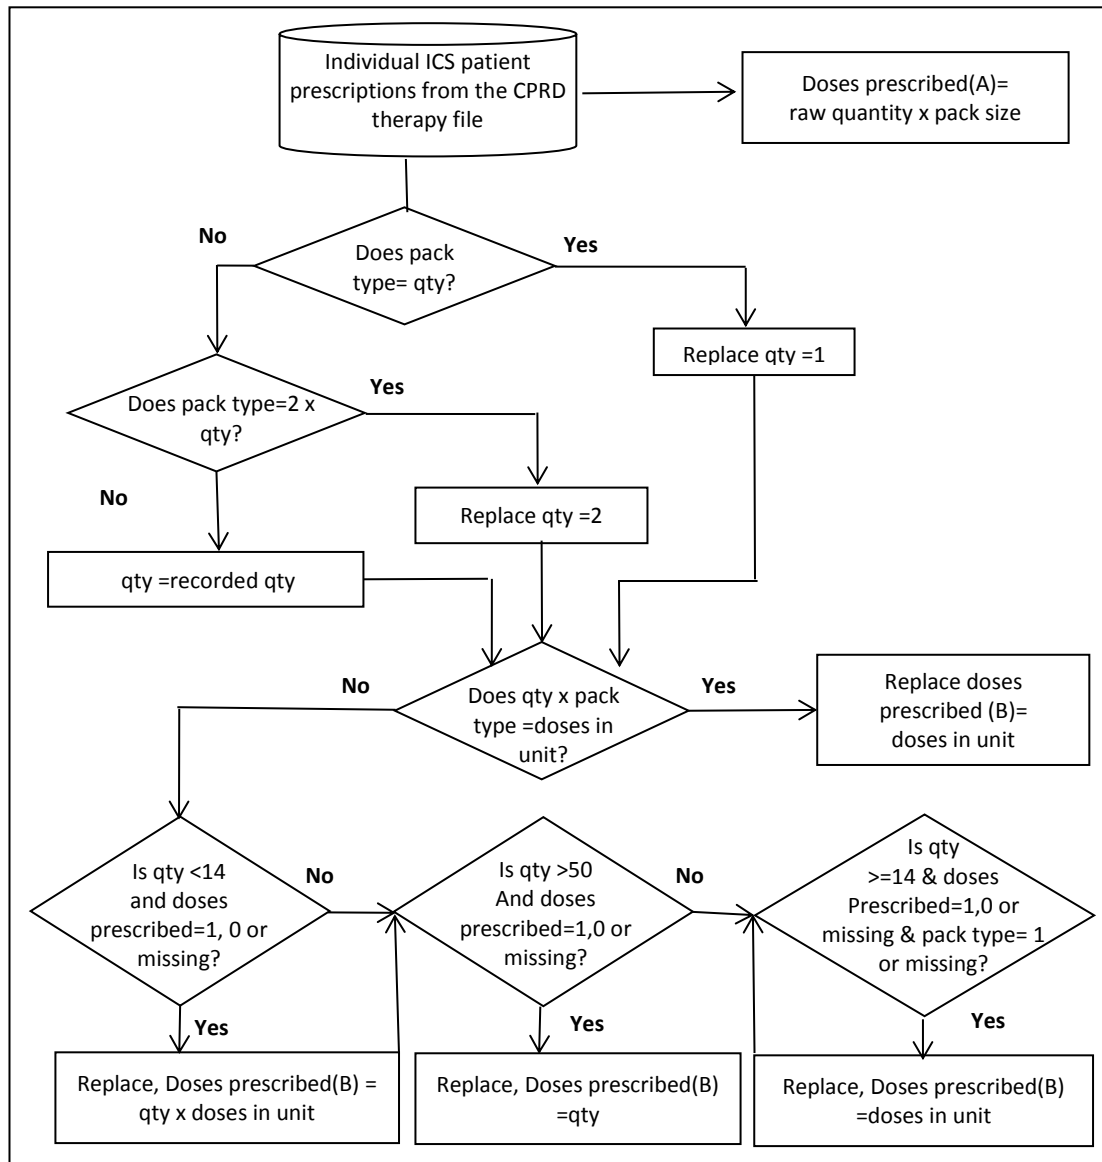 Individual ICS patient
prescriptions from the CPRD
therapy file
Doses prescribed(A)=
raw quantity x pack size
No
Yes
Does pack
type= qty?
Replace qty =1
Does pack type=2 x
qty?
Yes
No
Replace qty =2
qty =recorded qty
No
Does qty x pack
type =doses in
unit?
Yes
Replace doses
prescribed (B)=
doses in unit
Is qty <14
and doses
prescribed=1, 0 or
missing?
No
Is qty >50
And doses
prescribed=1,0 or
missing?
No
Is qty
>=14 & doses
Prescribed=1,0 or
missing & pack type= 1
or missing?
Yes
Yes
Yes
Replace, Doses prescribed(B) =
qty x doses in unit
Replace, Doses prescribed(B)
=qty
Replace, Doses prescribed(B)
=doses in unit